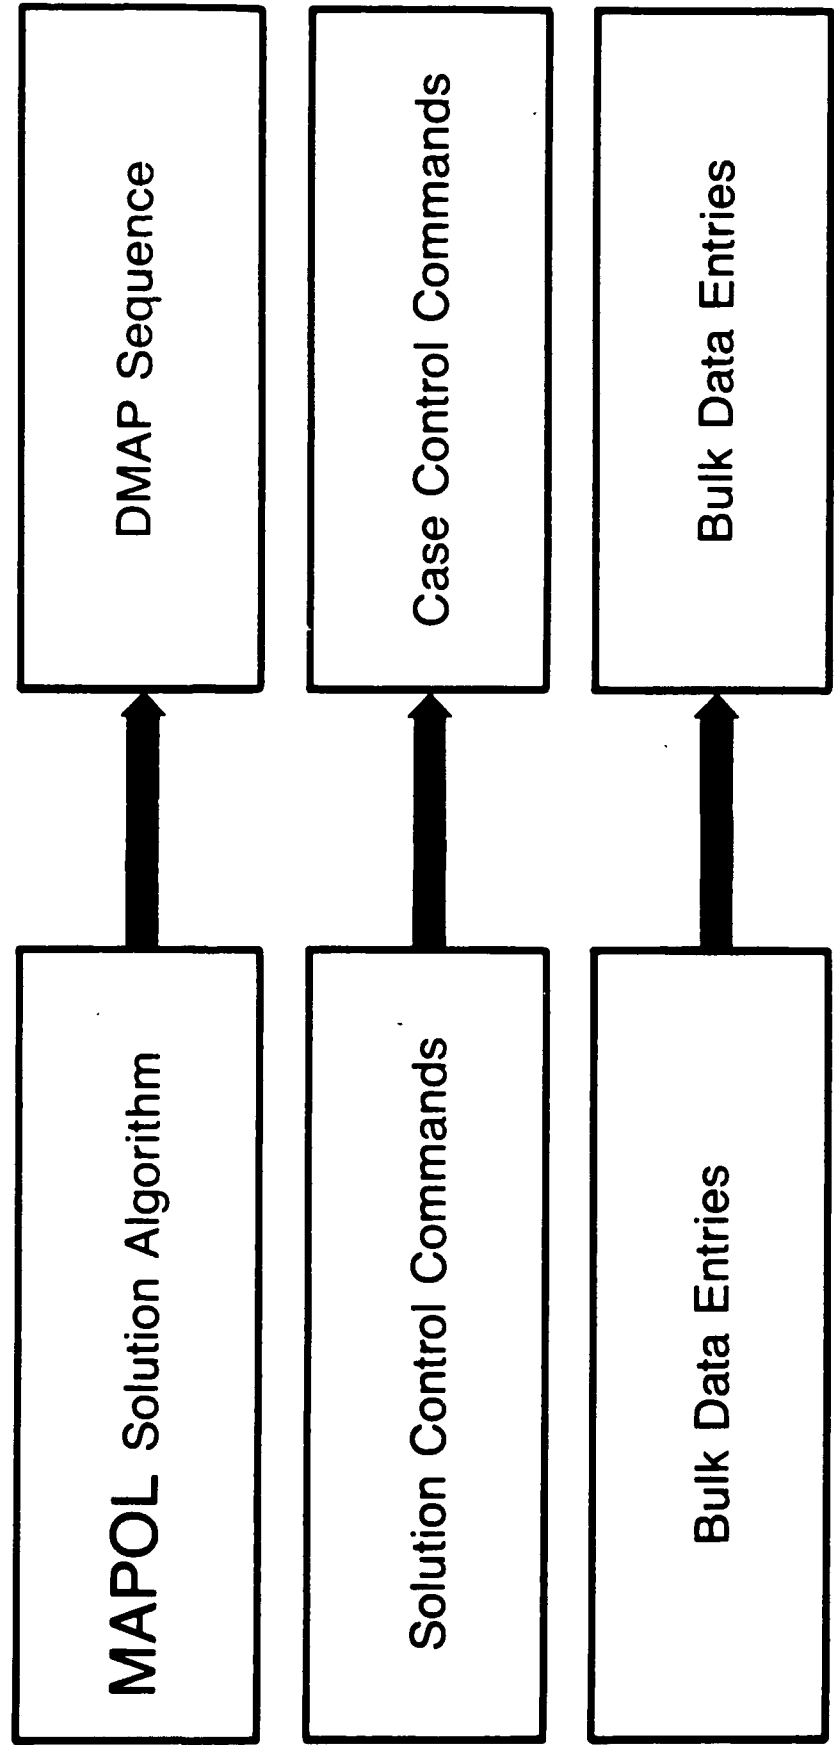 MAPOL Solution Algorithm
DMAP Sequence
Solution Control Commands
Case Control Commands
Bulk Data Entries
Bulk Data Entries